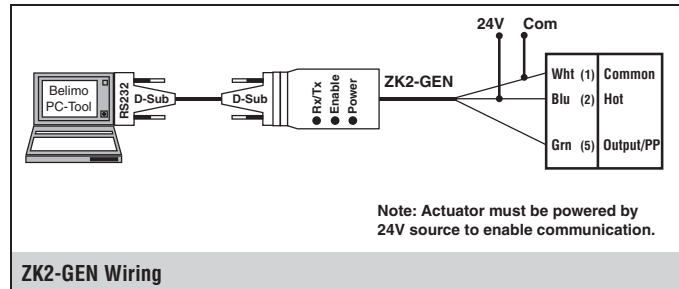 24V Com
Belimo
PC-Tool
RS232
D-Sub
D-Sub
Rx/Tx
Enable
Power
ZK2-GEN
Wht (1) Common
Blu (2) Hot
Grn (5) Output/PP
Note: Actuator must be powered by
24V source to enable communication.
ZK2-GEN Wiring